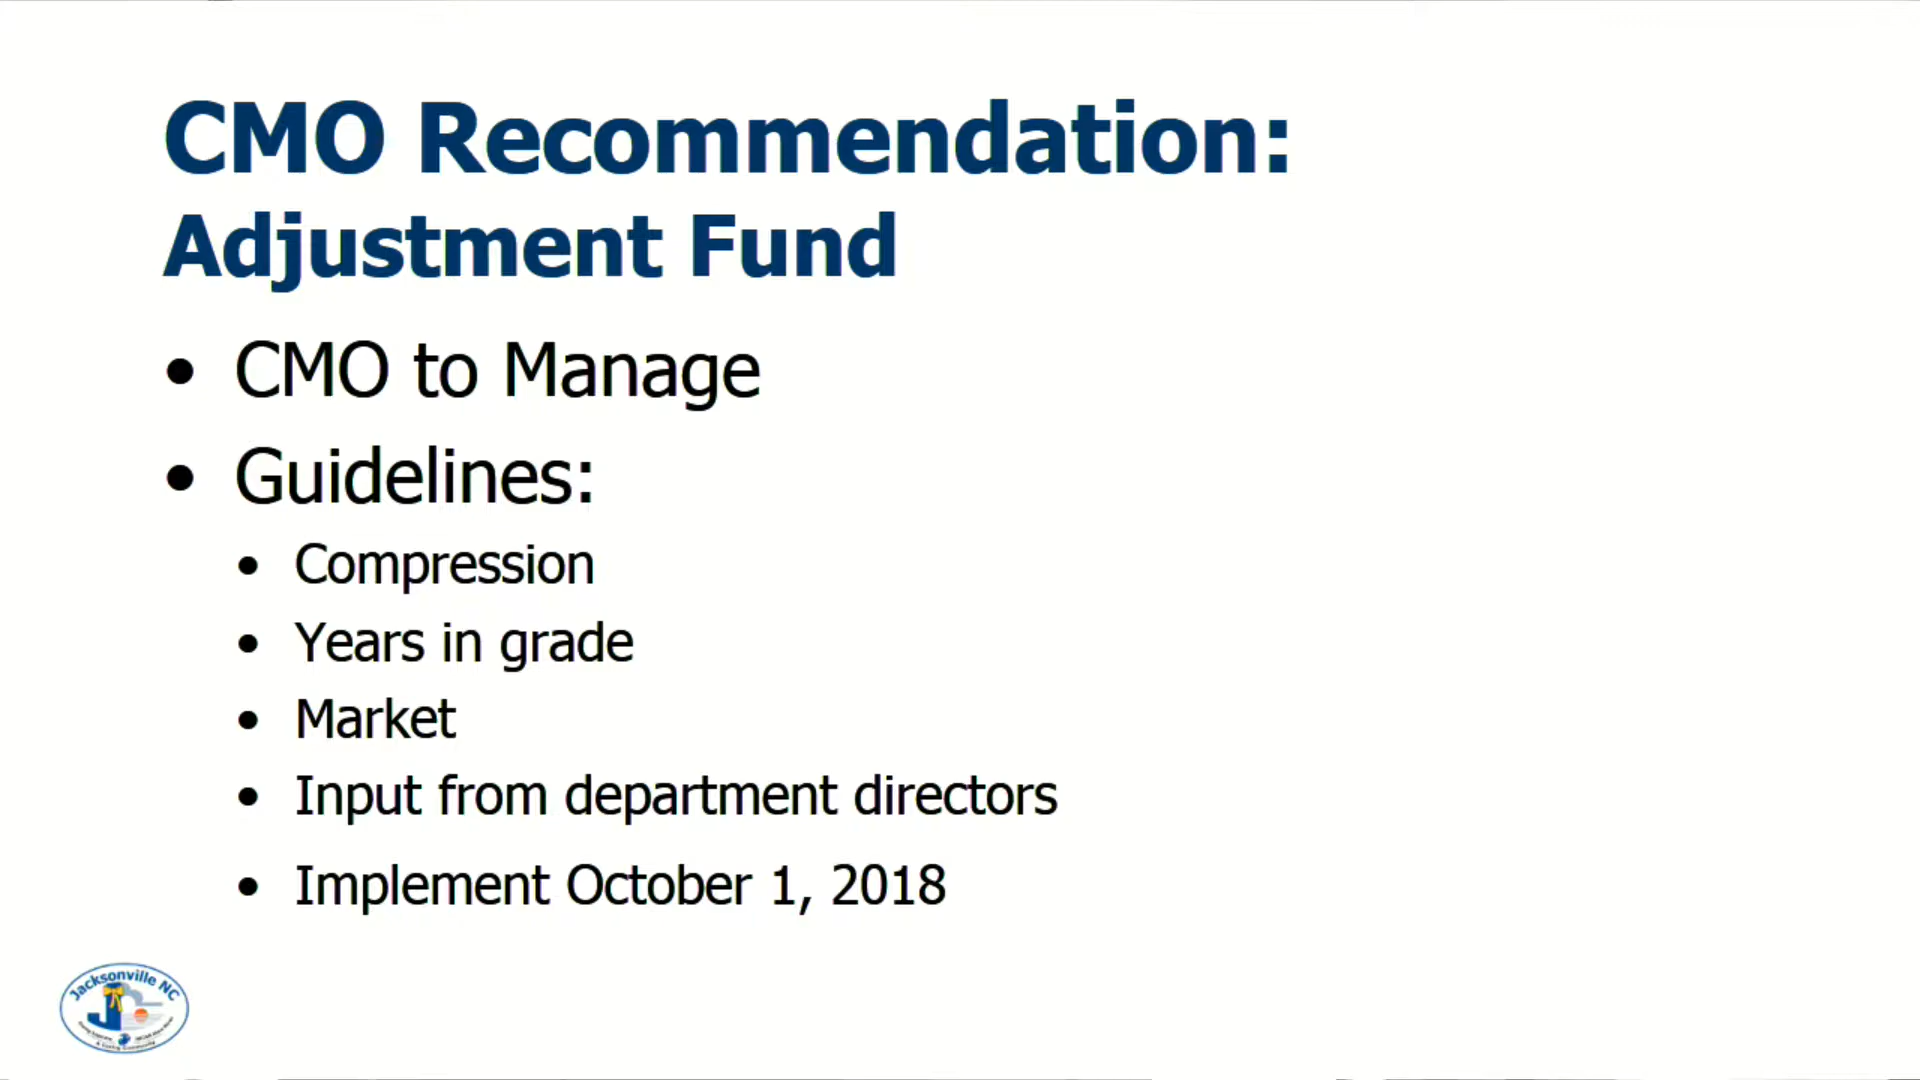 CMO Recommendation:
Adjustment Fund
• CMO to Manage
• Guidelines:
• Compression
• Years in grade
• Market
• Input from department directors
• Implement October 1, 2018
Jacksonville NC